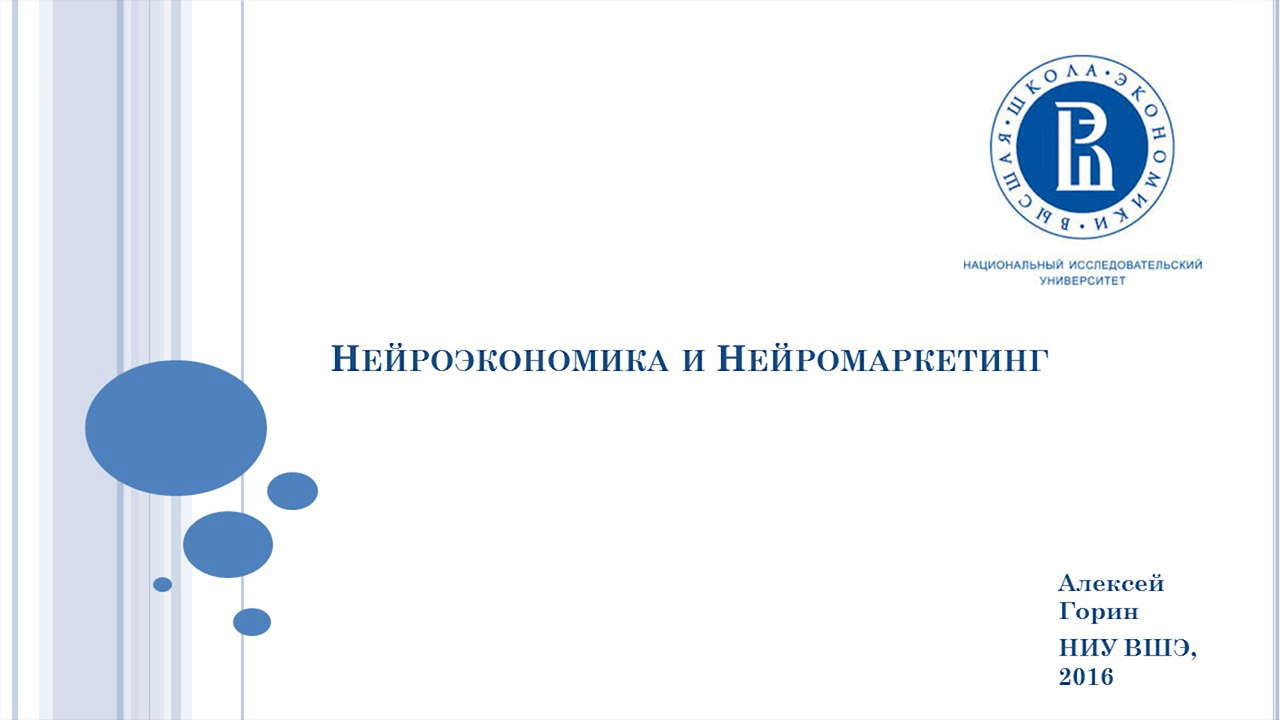 ВЫСШАЯ • ШКОЛА • ЭКОНОМИКИ •
НАЦИОНАЛЬНЫЙ ИССЛЕДОВАТЕЛЬСКИЙ
УНИВЕРСИТЕТ
Нейроэкономика и Нейромаркетинг
Алексей
Горин
НИУ ВШЭ,
2016